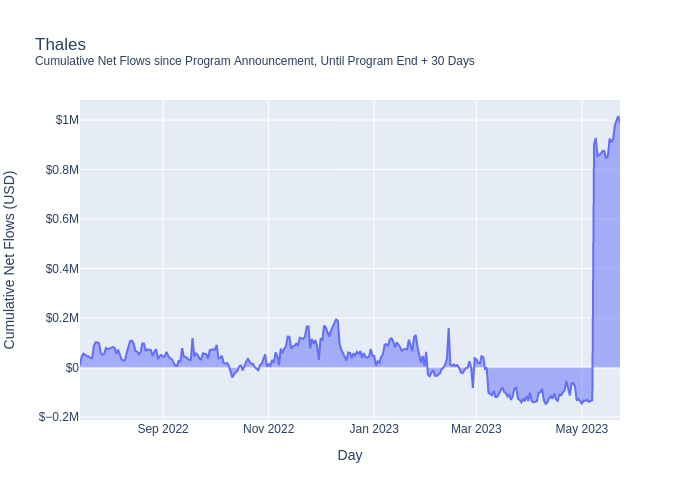 Thales
Cumulative Net Flows since Program Announcement, Until Program End + 30 Days
Cumulative Net Flows (USD)
$1M
$0.8M
$0.6M
$0.4M
$0.2M
$0
$−0.2M
Sep 2022
Nov 2022
Jan 2023
Mar 2023
May 2023
Day